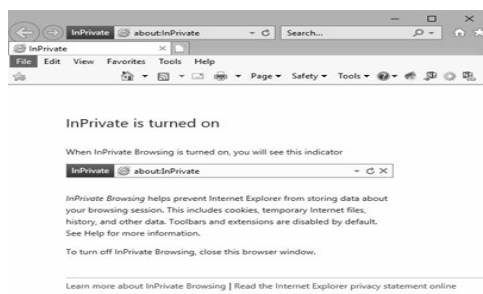 InPrivate about:InPrivate Search...
InPrivate
File Edit View Favorites Tools Help
Page Safety Tools
InPrivate is turned on
When InPrivate Browsing is turned on, you will see this indicator
InPrivate about:InPrivate
InPrivate Browsing helps prevent Internet Explorer from storing data about
your browsing session. This includes cookies, temporary Internet files,
history, and other data. Toolbars and extensions are disabled by default.
See Help for more information.
To turn off InPrivate Browsing, close this browser window.
Learn more about InPrivate Browsing | Read the Internet Explorer privacy statement online